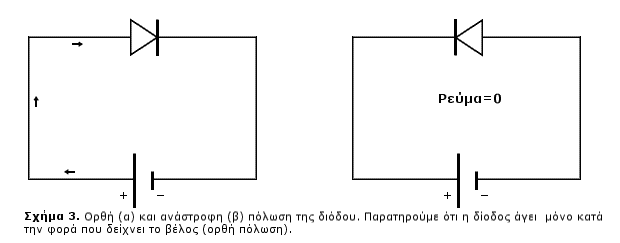 Ρεύμα=0
+ − + −
Σχήμα 3. Ορθή (α) και ανάστροφη (β) πόλωση της διόδου. Παρατηρούμε ότι η δίοδος άγει μόνο κατά
την φορά που δείχνει το βέλος (ορθή πόλωση).